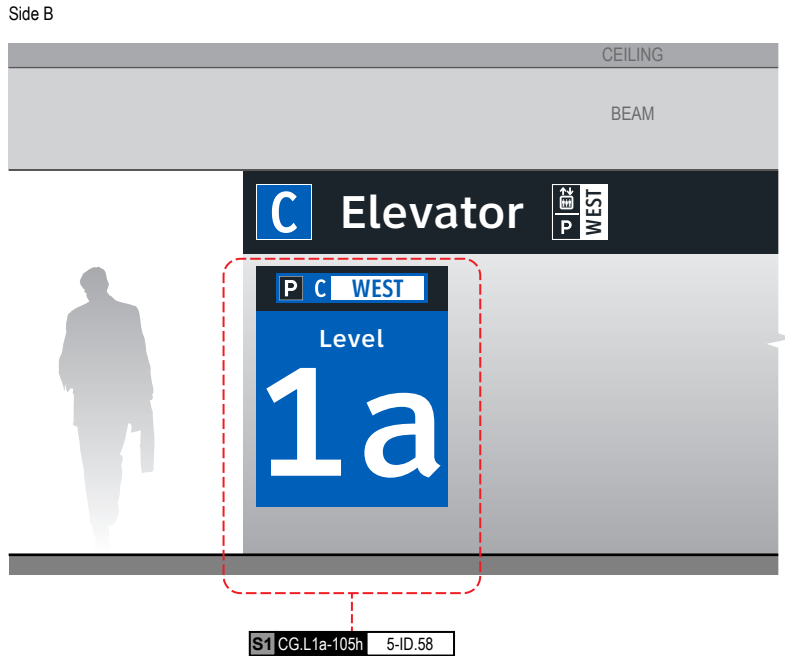 Side B
CEILING
BEAM
C Elevator P WEST
P C WEST
Level
1a
S1 CG.L1a-105h 5-ID.58